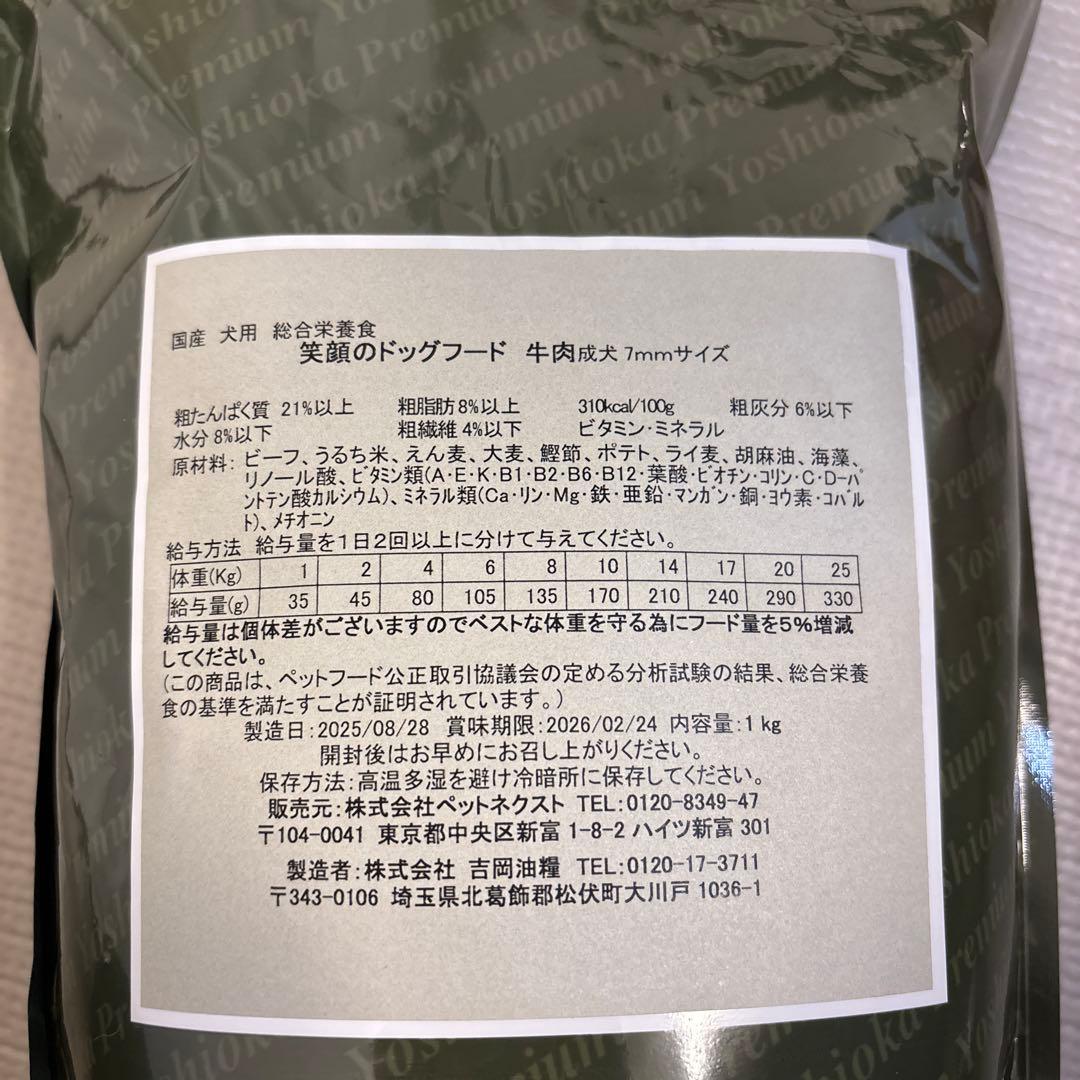 Yoshioka Premium Yoshioka Premium
国産 犬用 総合栄養食
笑顔のドッグフード 牛肉成犬 7mmサイズ
粗たんぱく質 21%以上 粗脂肪 8%以上 310kcal/100g 粗灰分 6%以下
水分 8%以下 粗繊維 4%以下 ビタミン・ミネラル
原材料: ビーフ、うるち米、えん麦、大麦、鰹節、ポテト、ライ麦、胡麻油、海藻、
リノール酸、ビタミン類(A・E・K・B1・B2・B6・B12・葉酸・ビオチン・コリン・C・D-パ
ントテン酸カルシウム)、ミネラル類(Ca・リン・Mg・鉄・亜鉛・マンガン・銅・ヨウ素・コバル
ト)、メチオニン
給与方法 給与量を1日2回以上に分けて与えてください。
体重(Kg) 1 2 4 6 8 10 14 17 20 25
給与量(g) 35 45 80 105 135 170 210 240 290 330
給与量は個体差がございますのでベストな体重を守る為にフード量を5%増減
してください。
(この商品は、ペットフード公正取引協議会の定める分析試験の結果、総合栄養
食の基準を満たすことが証明されています。)
製造日:2025/08/28 賞味期限:2026/02/24 内容量:1kg
開封後はお早めにお召し上がりください。
保存方法:高温多湿を避け冷暗所に保存してください。
販売元:株式会社ペットネクスト TEL:0120-8349-47
〒104-0041 東京都中央区新富 1-8-2 ハイツ新富 301
製造者:株式会社 吉岡油糧 TEL:0120-17-3711
〒343-0106 埼玉県北葛飾郡松伏町大川戸 1036-1